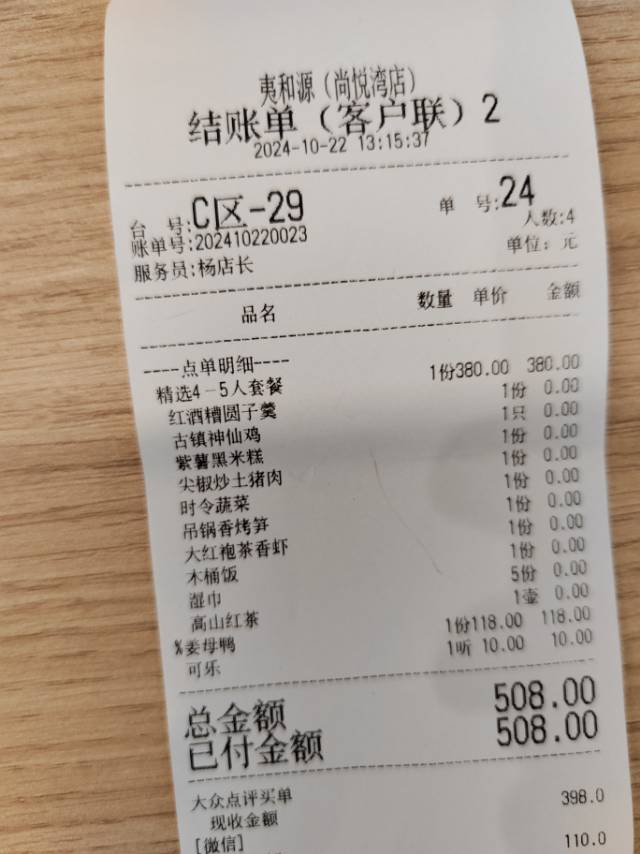 夷和源（尚悦湾店）
结账单（客户联）2
2024-10-22 13:15:37
台 号:C区-29 单 号:24
账单号:202410220023 人数:4
服务员:杨店长 单位: 元
品名 数量 单价 金额
----点单明细----
精选4-5人套餐 1份380.00 380.00
红酒糟圆子羹 1份 0.00
古镇神仙鸡 1只 0.00
紫薯黑米糕 1份 0.00
尖椒炒土猪肉 1份 0.00
时令蔬菜 1份 0.00
吊锅香烤笋 1份 0.00
大红袍茶香虾 1份 0.00
木桶饭 1份 0.00
湿巾 5份 0.00
高山红茶 1壶 0.00
%姜母鸭 1份118.00 118.00
可乐 1听 10.00 10.00
总金额 508.00
已付金额 508.00
大众点评买单 398.0
现收金额
[微信] 110.0